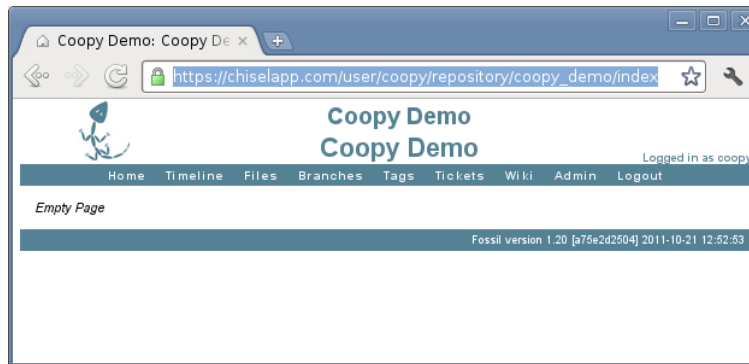 Coopy Demo: Coopy De
https://chiselapp.com/user/coopy/repository/coopy_demo/index
Coopy Demo
Coopy Demo
Logged in as coopy
Home Timeline Files Branches Tags Tickets Wiki Admin Logout
Empty Page
Fossil version 1.20 [a75e2d2504] 2011-10-21 12:52:53